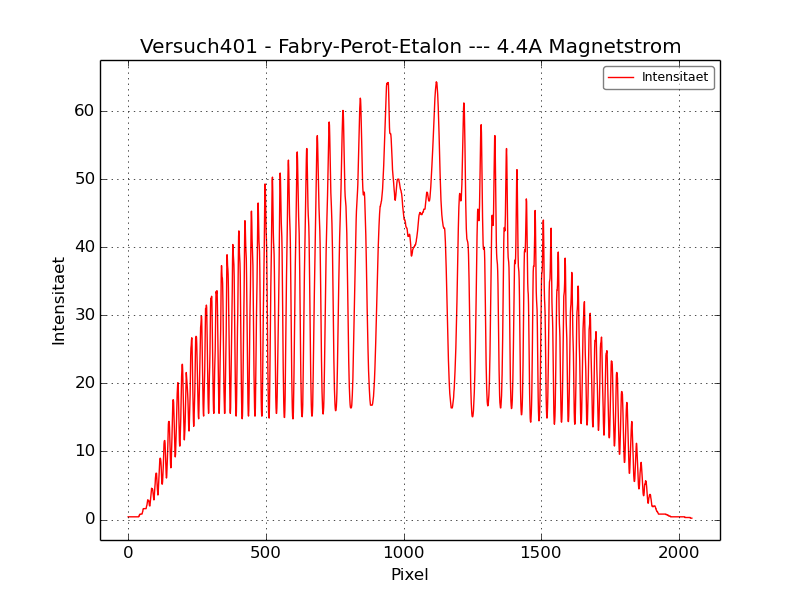 Versuch401 - Fabry-Perot-Etalon --- 4.4A Magnetstrom
Intensitaet
60
50
40
30
20
10
0
Intensitaet
0 500 1000 1500 2000
Pixel